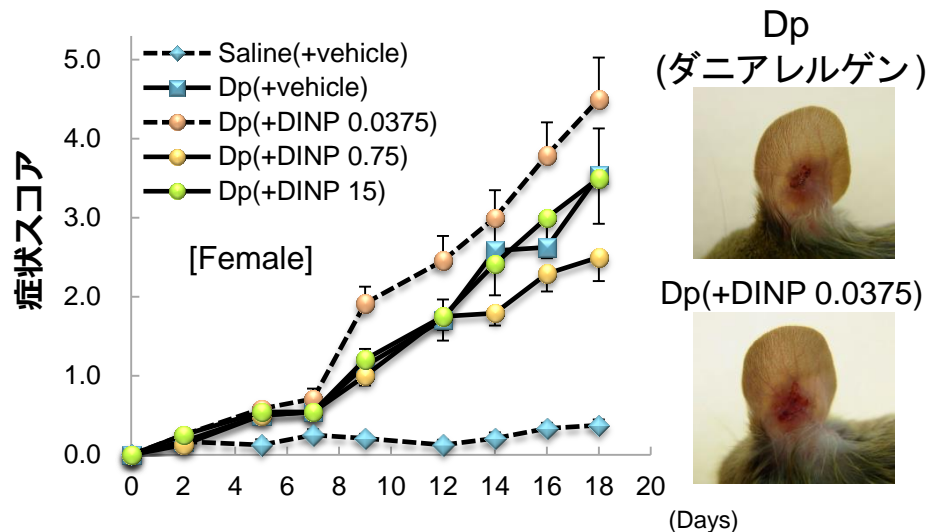 5.0
4.0
3.0
2.0
1.0
0.0
症状スコア
Saline(+vehicle)
Dp(+vehicle)
Dp(+DINP 0.0375)
Dp(+DINP 0.75)
Dp(+DINP 15)
[Female]
0 2 4 6 8 10 12 14 16 18 20
(Days)
Dp
(ダニアレルゲン)
Dp(+DINP 0.0375)